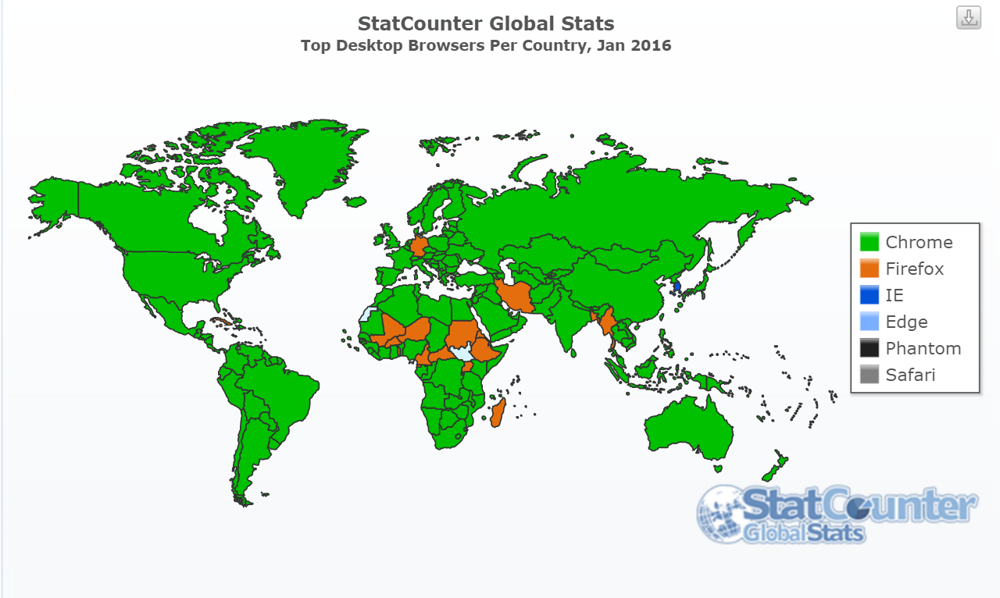 StatCounter Global Stats
Top Desktop Browsers Per Country, Jan 2016
Chrome
Firefox
IE
Edge
Phantom
Safari
StatCounter
GlobalStats